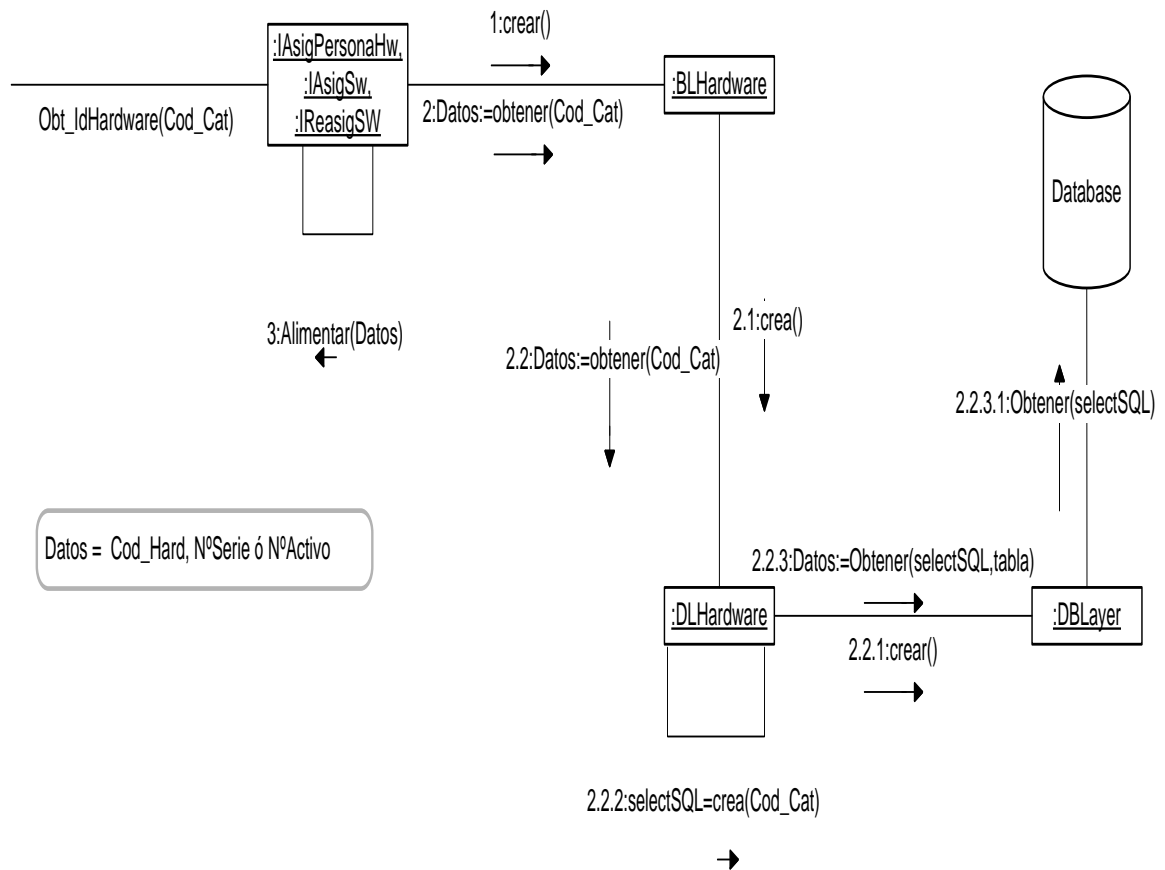 1:crear()
:IAsigPersonaHw,
:IAsigSw,
:IReasigSW
Obt_IdHardware(Cod_Cat)
2:Datos:=obtener(Cod_Cat)
:BLHardware
Database
3:Alimentar(Datos)
2.1:crea()
2.2:Datos:=obtener(Cod_Cat)
2.2.3.1:Obtener(selectSQL)
Datos = Cod_Hard, NºSerie ó NºActivo
2.2.3:Datos:=Obtener(selectSQL,tabla)
:DLHardware
:DBLayer
2.2.1:crear()
2.2.2:selectSQL=crea(Cod_Cat)